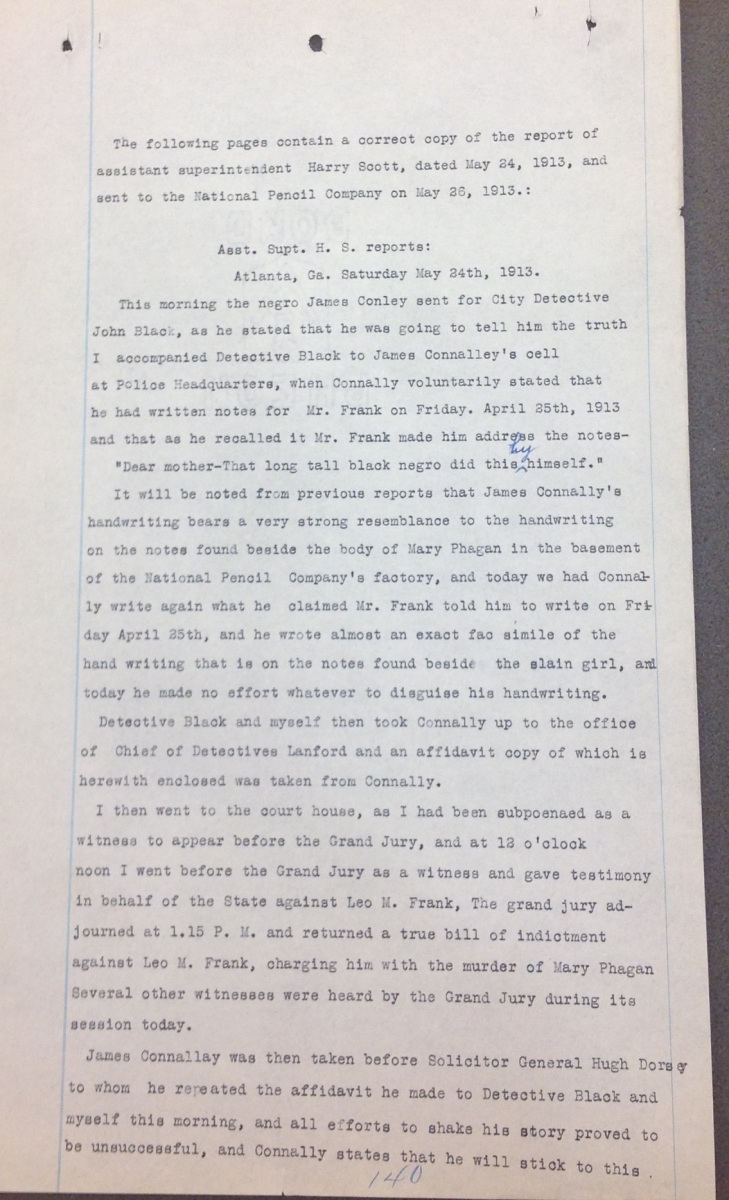 The following pages contain a correct copy of the report of
assistant superintendent Harry Scott, dated May 24, 1913, and
sent to the National Pencil Company on May 26, 1913.:
Asst. Supt. H. S. reports:
Atlanta, Ga. Saturday May 24th, 1913.
This morning the negro James Conley sent for City Detective
John Black, as he stated that he was going to tell him the truth
I accompanied Detective Black to James Connalley's cell
at Police Headquarters, when Connally voluntarily stated that
he had written notes for Mr. Frank on Friday. April 25th, 1913
and that as he recalled it Mr. Frank made him address the notes-
by
"Dear mother-That long tall black negro did this, himself."
It will be noted from previous reports that James Connally's
handwriting bears a very strong resemblance to the handwriting
on the notes found beside the body of Mary Phagan in the basement
of the National Pencil Company's factory, and today we had Connal-
ly write again what he claimed Mr. Frank told him to write on Fri-
day April 25th, and he wrote almost an exact fac simile of the
hand writing that is on the notes found beside the slain girl, and
today he made no effort whatever to disguise his handwriting.
Detective Black and myself then took Connally up to the office
of Chief of Detectives Lanford and an affidavit copy of which is
herewith enclosed was taken from Connally.
I then went to the court house, as I had been subpoenaed as a
witness to appear before the Grand Jury, and at 12 o'clock
noon I went before the Grand Jury as a witness and gave testimony
in behalf of the State against Leo M. Frank, The grand jury ad-
journed at 1.15 P. M. and returned a true bill of indictment
against Leo M. Frank, charging him with the murder of Mary Phagan
Several other witnesses were heard by the Grand Jury during its
session today.
James Connallay was then taken before Solicitor General Hugh Dorsey
to whom he repeated the affidavit he made to Detective Black and
myself this morning, and all efforts to shake his story proved to
be unsuccessful, and Connally states that he will stick to this .
140